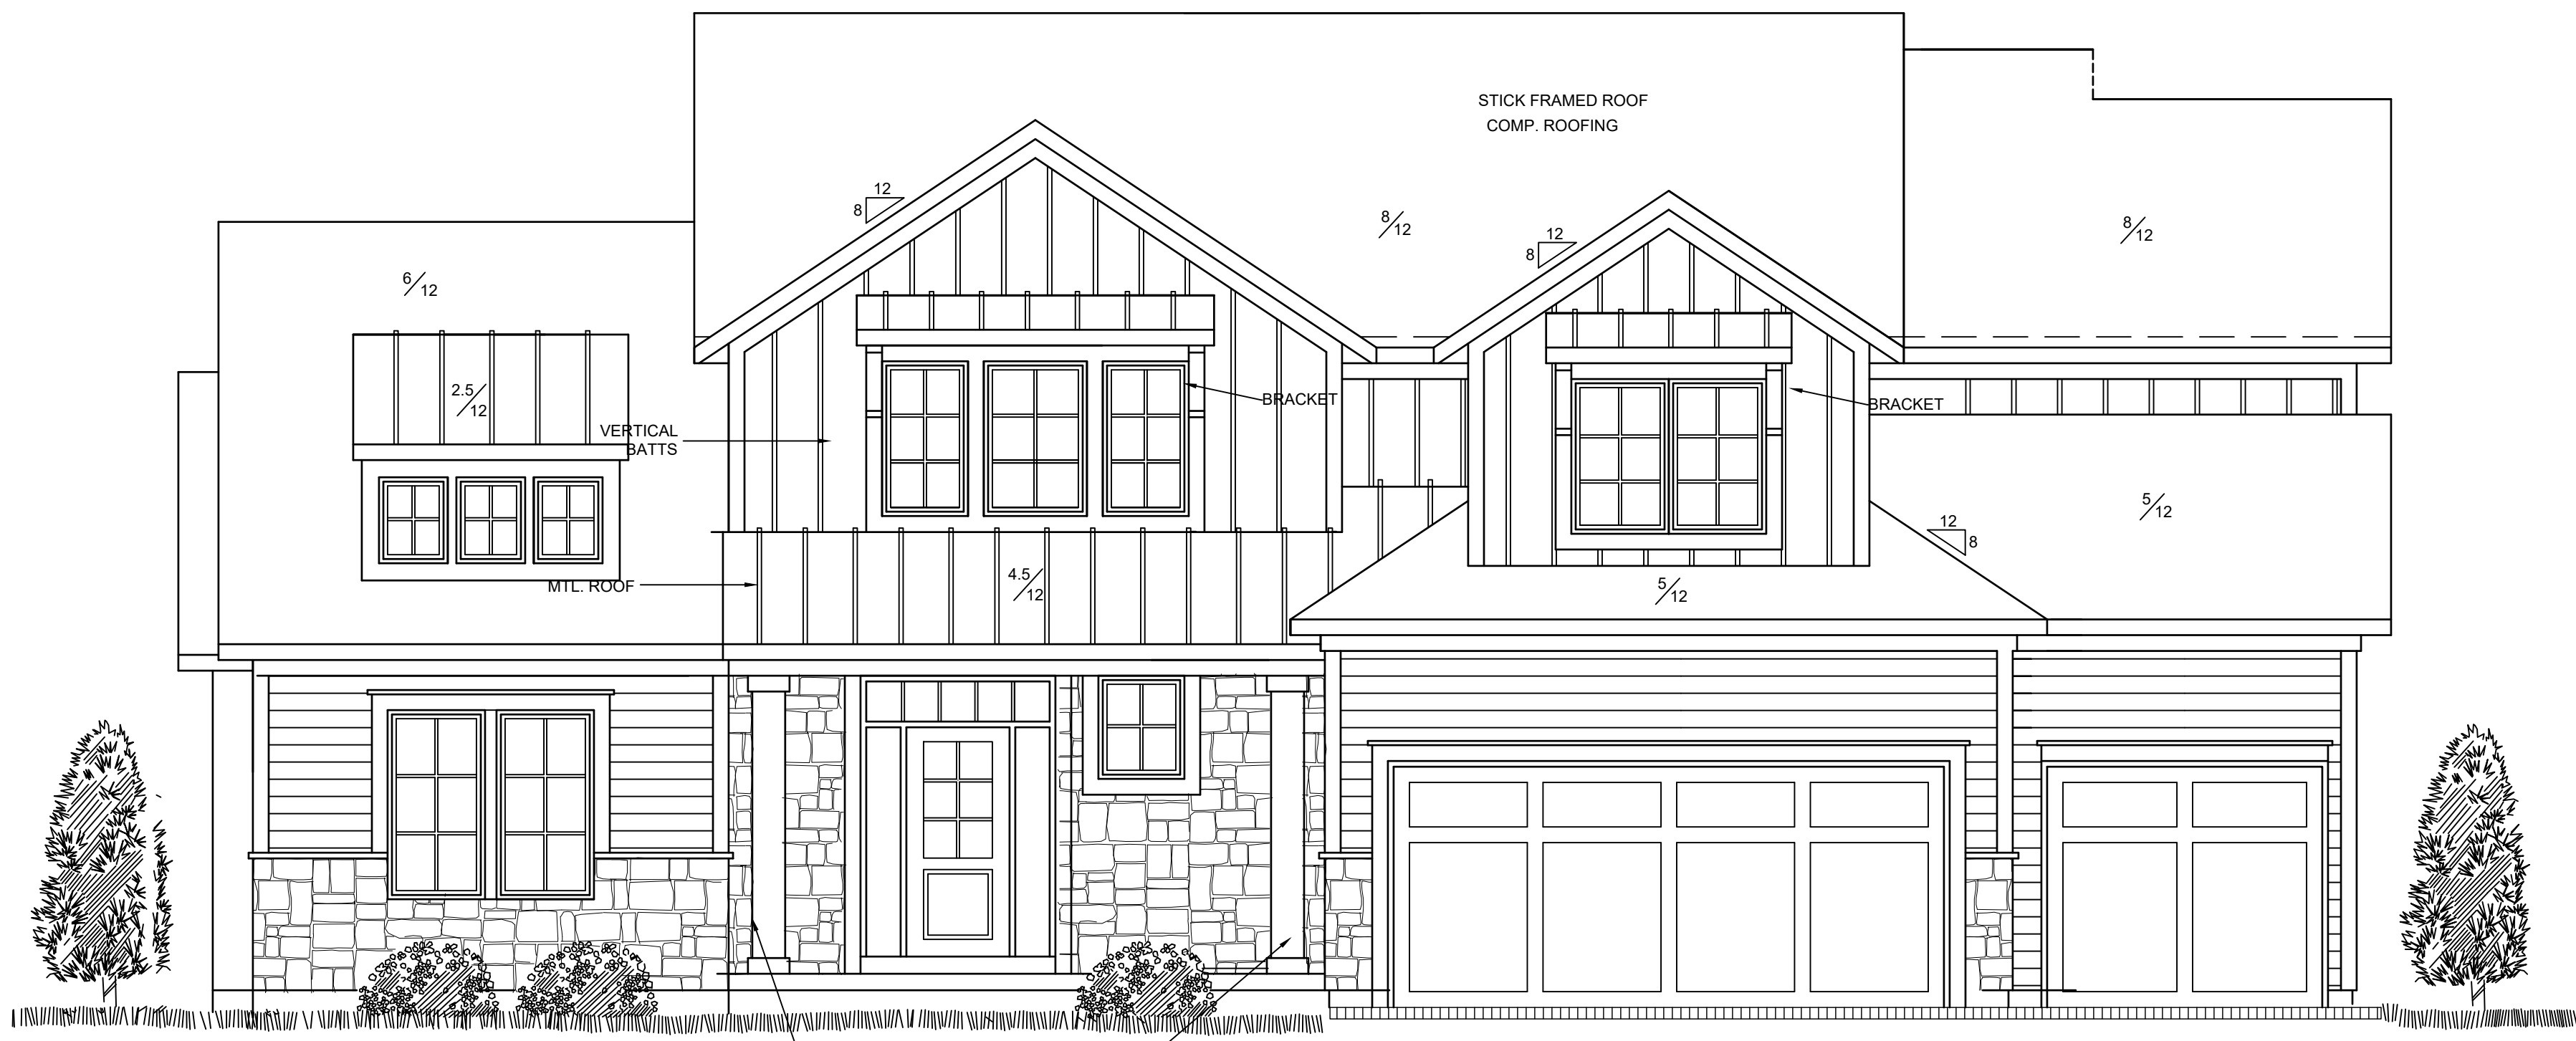 STICK FRAMED ROOF
COMP. ROOFING
12
8
8/12
8/12
12
8
6/12
2.5/12
BRACKET
BRACKET
VERTICAL
BATTS
5/12
12
8
MTL. ROOF
4.5/12
5/12